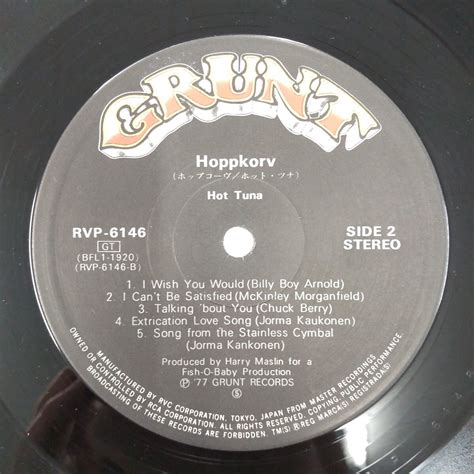 GRUNT
Hoppkorv
(ホップコーヴ/ホット・ツナ)
Hot Tuna
RVP-6146
GT
(BFL1-1920)
(RVP-6146-B)
SIDE 2
STEREO
1. I Wish You Would (Billy Boy Arnold)
2. I Can't Be Satisfied (McKinley Morganfield)
3. Talking 'bout You (Chuck Berry)
4. Extrication Love Song (Jorma Kaukonen)
5. Song from the Stainless Cymbal
(Jorma Kankonen)
Produced by Harry Maslin for a
Fish-O-Baby Production
Ⓟ '77 GRUNT RECORDS
Ⓢ
MANUFACTURED BY RVC CORPORATION, TOKYO, JAPAN FROM MASTER RECORDINGS
OWNED OR CONTROLLED BY RCA CORPORATION. ALL RIGHTS RESERVED. COPYING, PUBLIC PERFORMANCE,
BROADCASTING OF THESE RECORDS ARE FORBIDDEN. TM(S) ® REG MARCA(S) REGISTRADA(S)